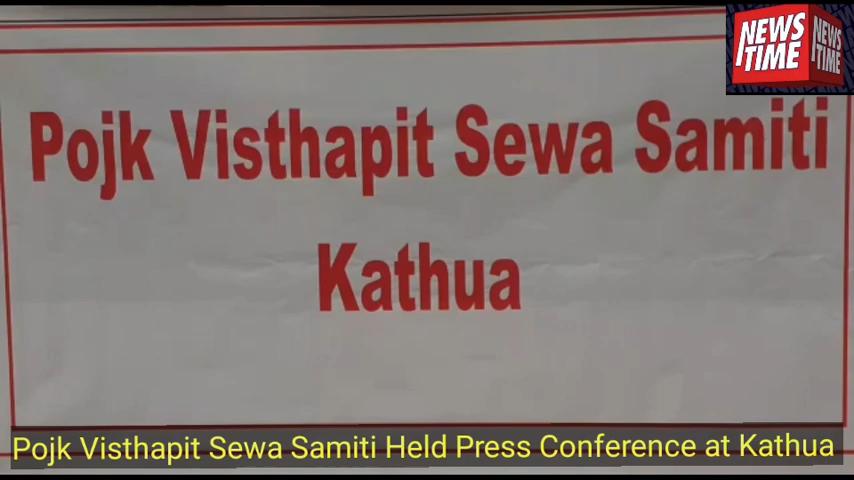 NEWS
TIME
NEWS
TIME
Pojk Visthapit Sewa Samiti
Kathua
Pojk Visthapit Sewa Samiti Held Press Conference at Kathua